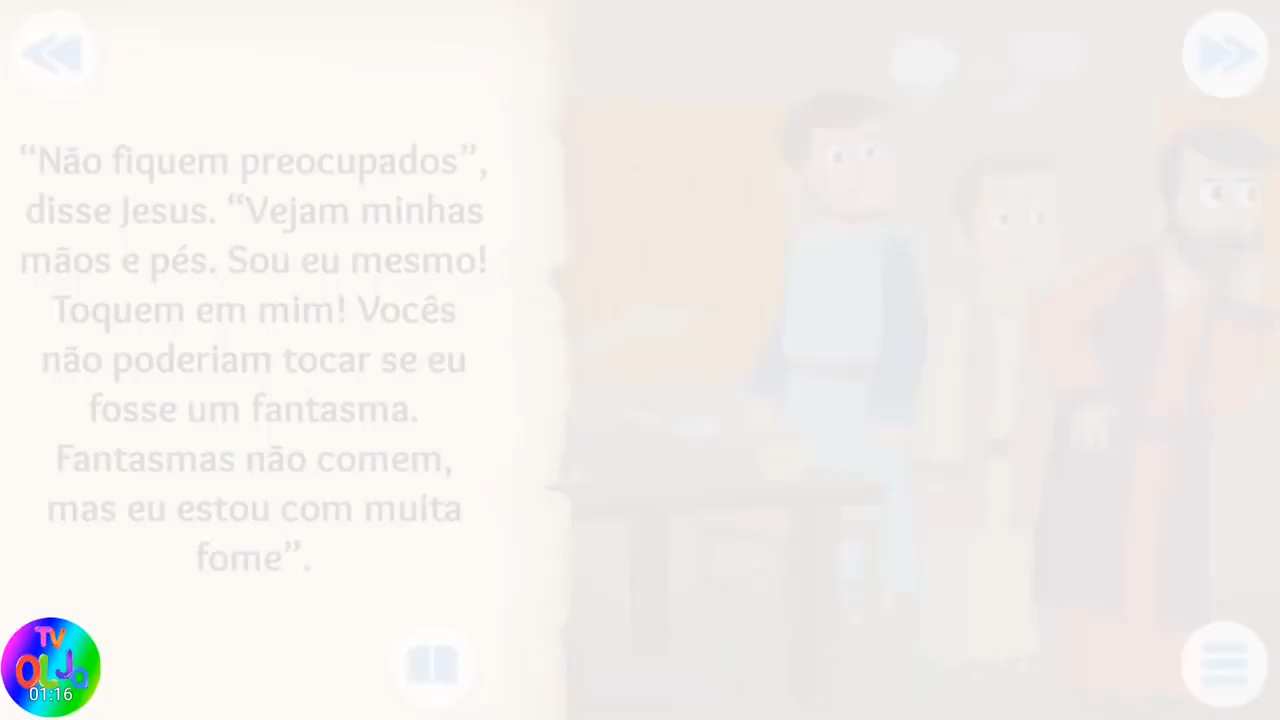 “Não fiquem preocupados”,
disse Jesus. “Vejam minhas
mãos e pés. Sou eu mesmo!
Toquem em mim! Vocês
não poderiam tocar se eu
fosse um fantasma.
Fantasmas não comem,
mas eu estou com muita
fome”.
TV
OLJQ
01:16